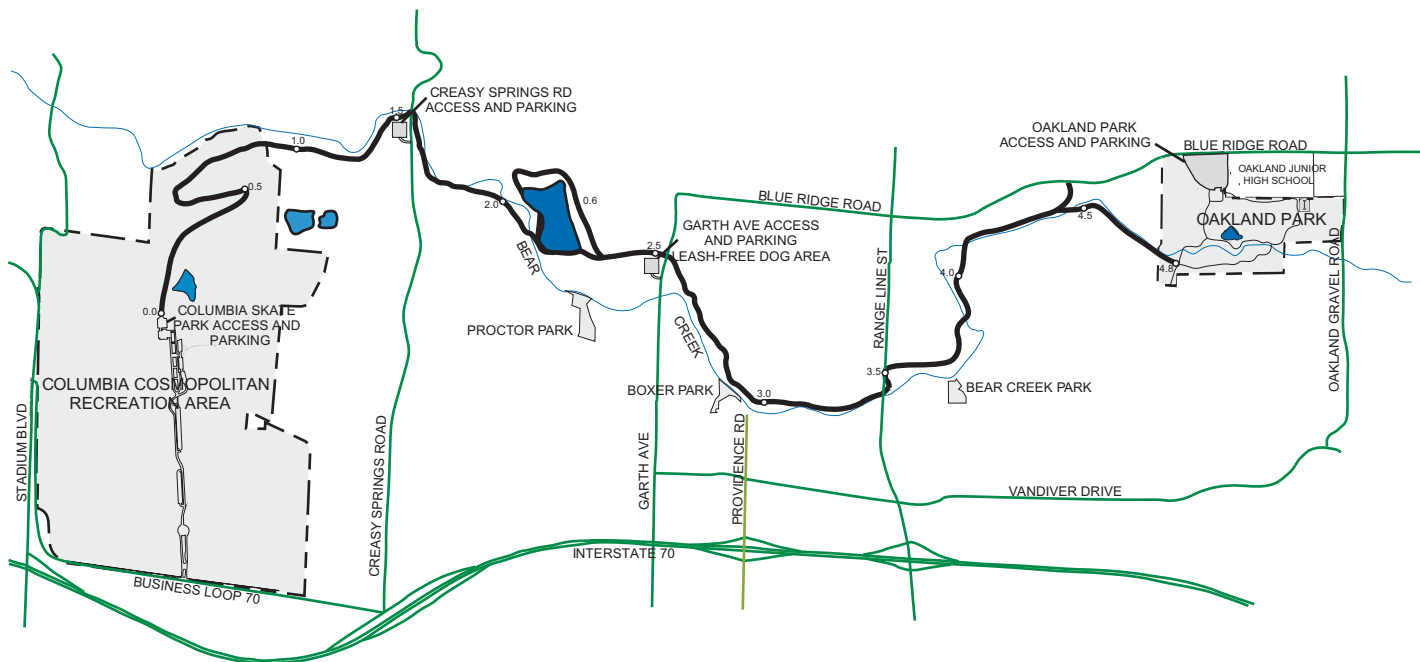 CREASY SPRINGS RD
ACCESS AND PARKING
1.5
1.0
0.5
0.0
COLUMBIA SKATE
PARK ACCESS AND
PARKING
COLUMBIA COSMOPOLITAN
RECREATION AREA
STADIUM BLVD
BUSINESS LOOP 70
CREASY SPRINGS ROAD
2.0
0.6
BEAR
CREEK
PROCTOR PARK
2.5
GARTH AVE ACCESS
AND PARKING
LEASH-FREE DOG AREA
BLUE RIDGE ROAD
BOXER PARK
3.0
GARTH AVE
PROVIDENCE RD
INTERSTATE 70
RANGE LINE ST
3.5
BEAR CREEK PARK
VANDIVER DRIVE
4.0
4.5
4.8
OAKLAND PARK
ACCESS AND PARKING
BLUE RIDGE ROAD
OAKLAND JUNIOR
, HIGH SCHOOL
OAKLAND PARK
OAKLAND GRAVEL ROAD